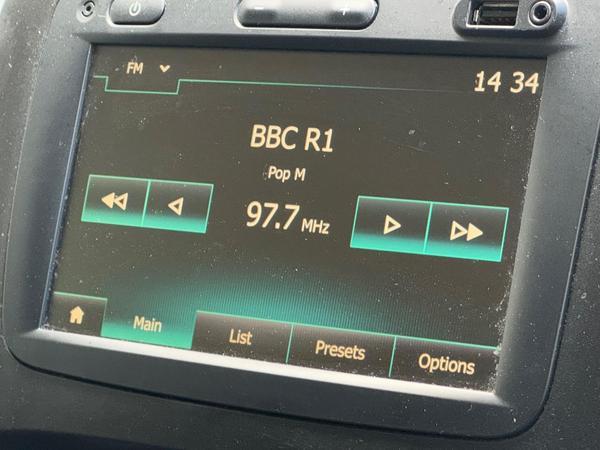 FM
14 34
BBC R1
Pop M
97.7 MHz
Main
List
Presets
Options